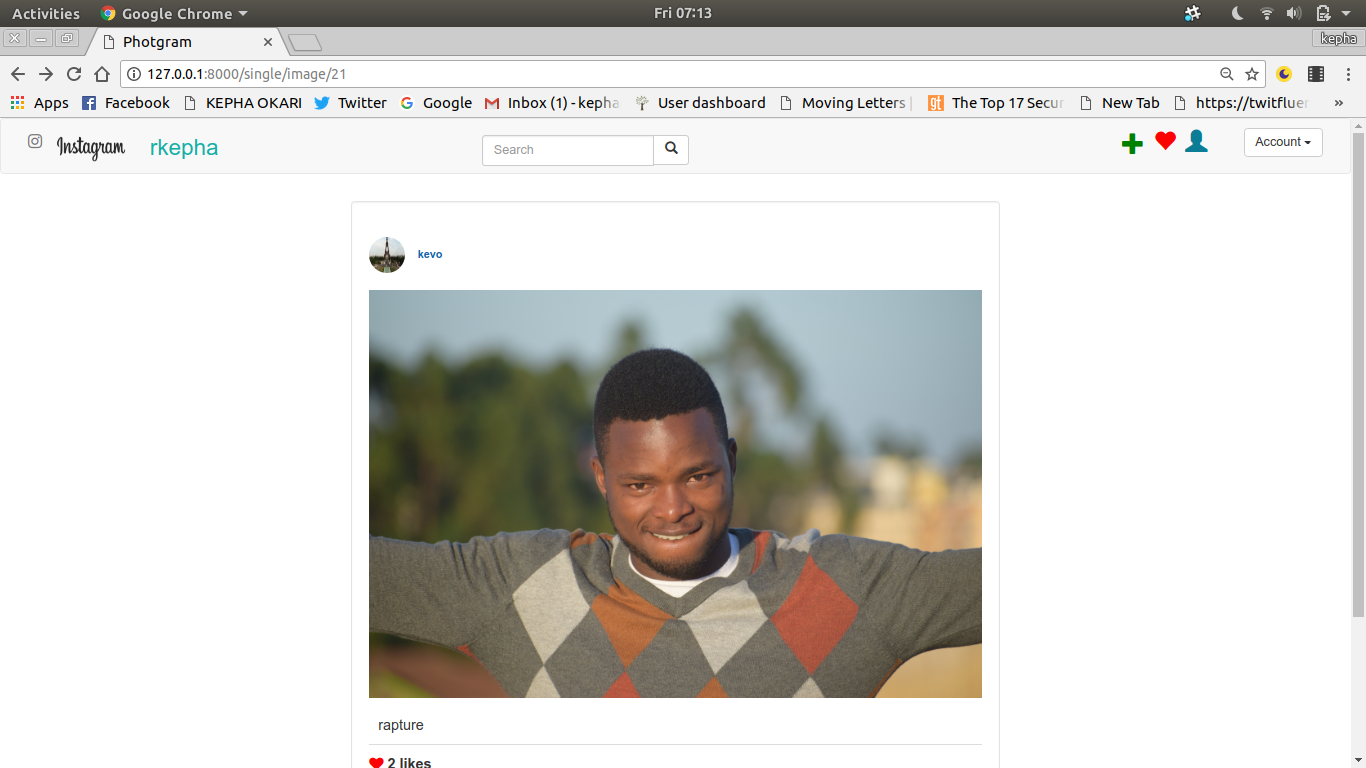 Activities Google Chrome Fri 07:13
Photgram kepha
127.0.0.1:8000/single/image/21
Apps Facebook KEPHA OKARI Twitter Google Inbox (1) - kepha User dashboard Moving Letters | The Top 17 Secur New Tab https://twitfluer »
Instagram rkepha Search Account
kevo
rapture
2 likes